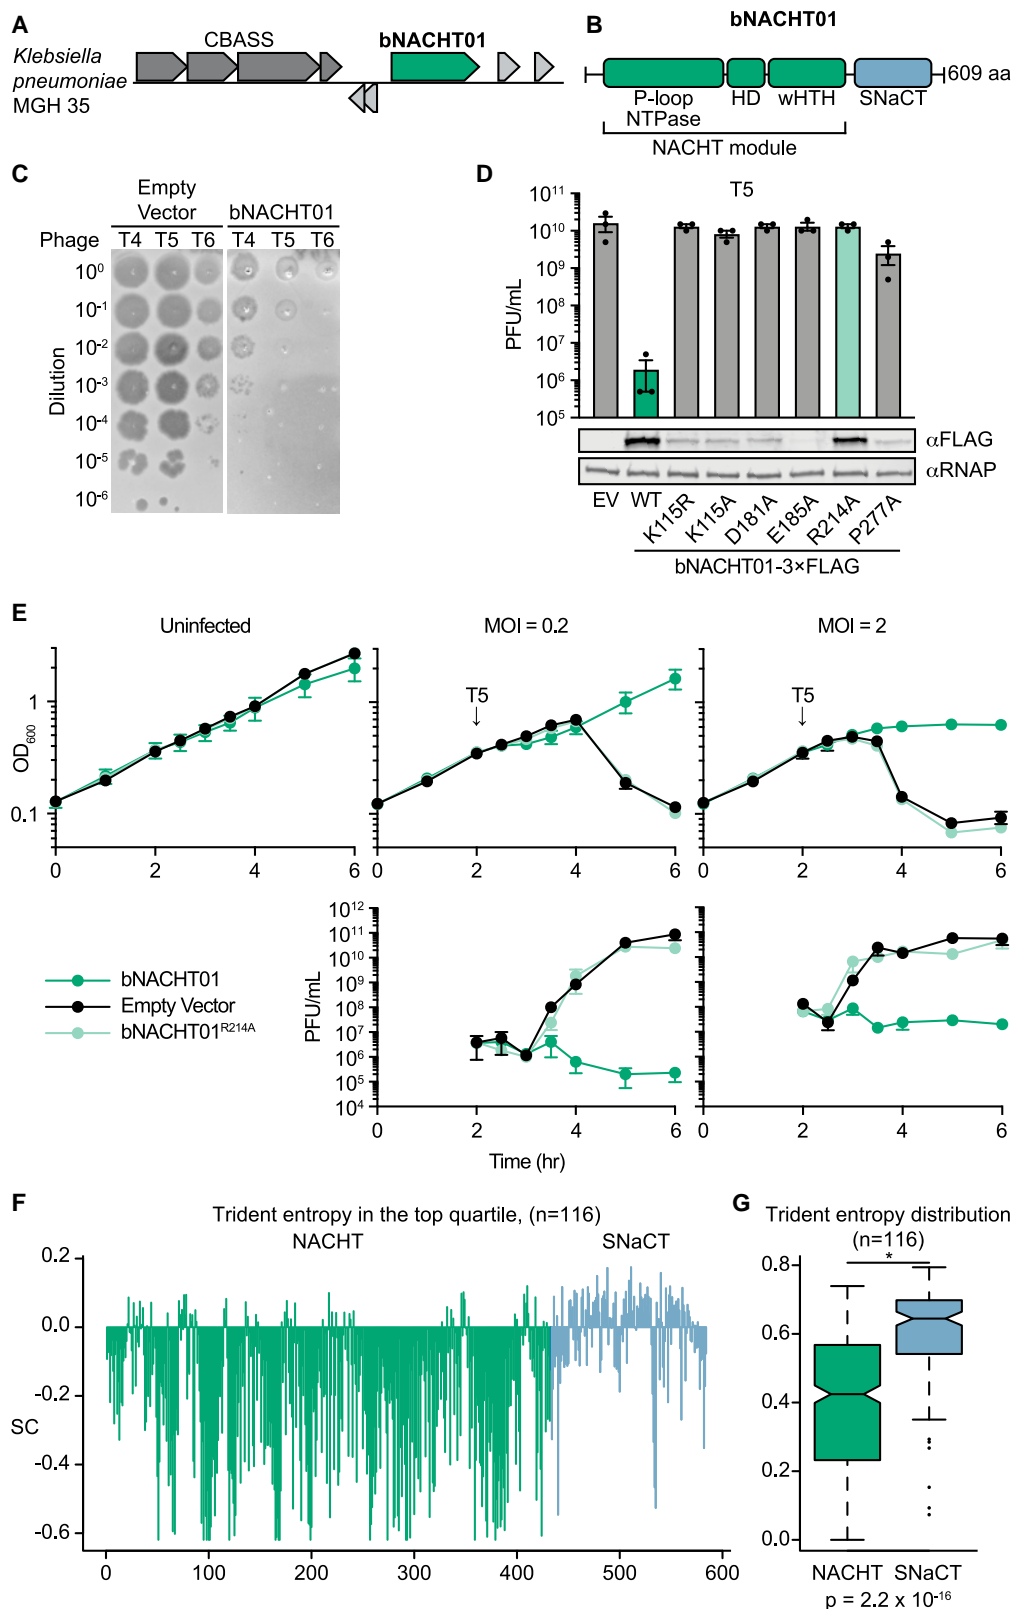 A
CBASS
bNACHT01
Klebsiella
pneumoniae
MGH 35
B
bNACHT01
609 aa
P-loop
NTPase
HD
wHTH
SNaCT
NACHT module
C
Empty
Vector
bNACHT01
Phage T4 T5 T6 T4 T5 T6
Dilution
10⁰
10⁻¹
10⁻²
10⁻³
10⁻⁴
10⁻⁵
10⁻⁶
D
T5
PFU/mL
10¹¹
10¹⁰
10⁹
10⁸
10⁷
10⁶
10⁵
αFLAG
αRNAP
EV WT K115R K115A D181A E185A R214A P277A
bNACHT01-3×FLAG
E
Uninfected
MOI = 0.2
MOI = 2
T5
T5
OD₆₀₀
1
0.1
0 2 4 6
0 2 4 6
0 2 4 6
bNACHT01
Empty Vector
bNACHT01ᴿ²¹⁴ᴬ
PFU/mL
10¹²
10¹¹
10¹⁰
10⁹
10⁸
10⁷
10⁶
10⁵
10⁴
0 2 4 6
0 2 4 6
Time (hr)
F
Trident entropy in the top quartile, (n=116)
NACHT
SNaCT
SC
0.2
0.0
-0.2
-0.4
-0.6
0 100 200 300 400 500 600
G
Trident entropy distribution
(n=116)
*
0.8
0.6
0.4
0.2
0.0
NACHT SNaCT
p = 2.2 x 10⁻¹⁶